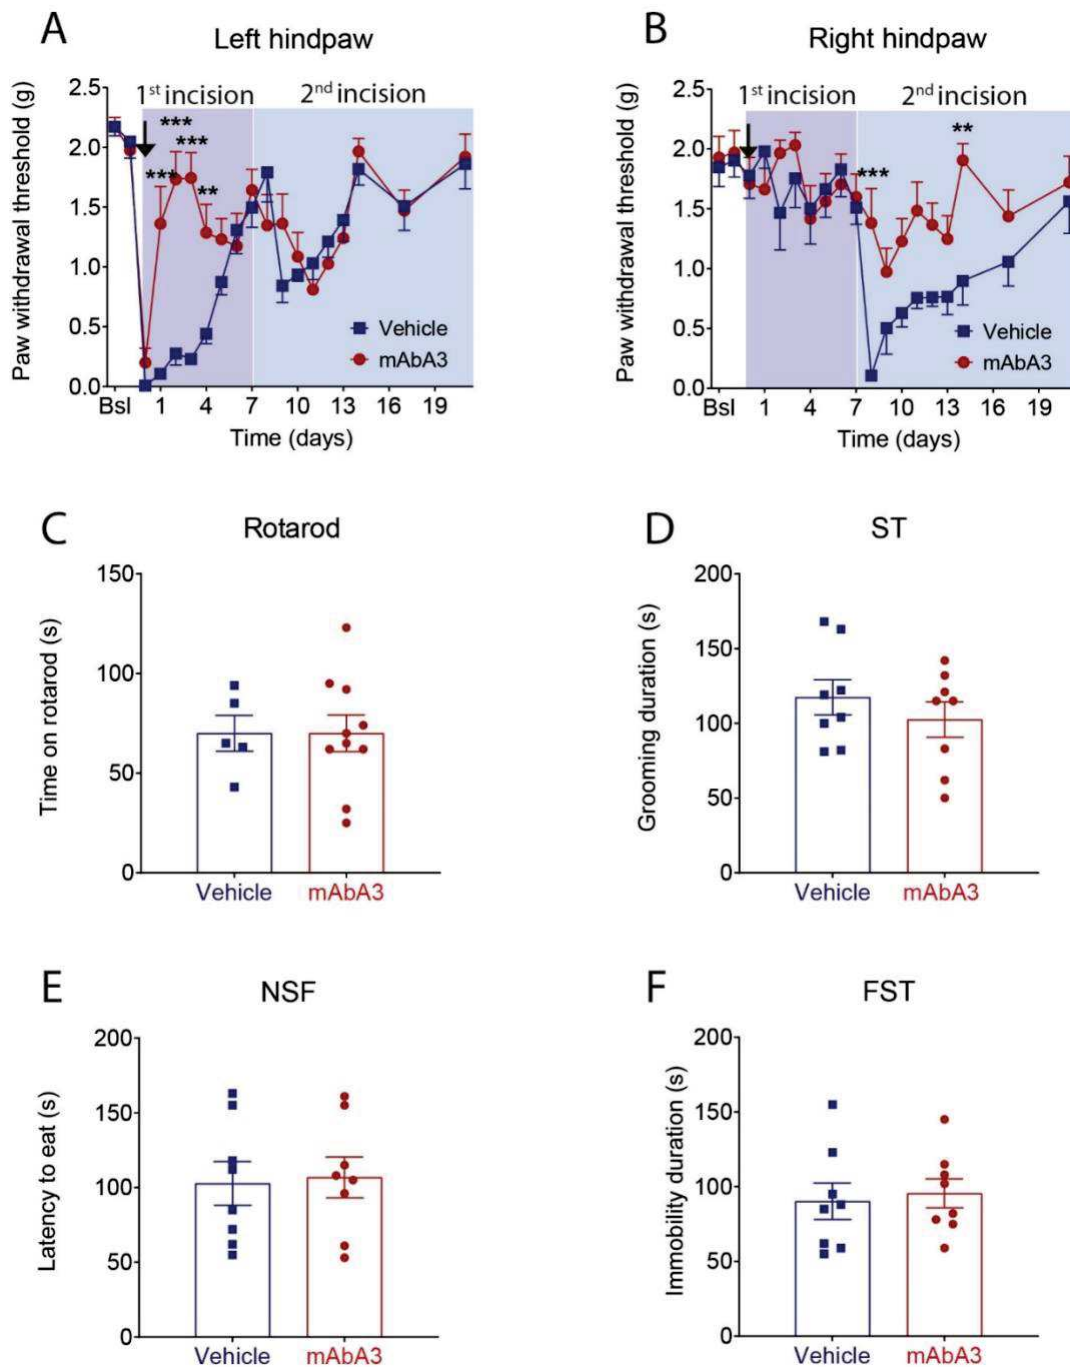 A
Left hindpaw
Paw withdrawal threshold (g)
2.5
2.0
1.5
1.0
0.5
0.0
1st incision
2nd incision
***
***
***
**
Vehicle
mAbA3
Bsl 1 4 7 10 13 16 19
Time (days)
B
Right hindpaw
Paw withdrawal threshold (g)
2.5
2.0
1.5
1.0
0.5
0.0
1st incision
2nd incision
***
**
Vehicle
mAbA3
Bsl 1 4 7 10 13 16 19
Time (days)
C
Rotarod
Time on rotarod (s)
150
100
50
0
Vehicle mAbA3
D
ST
Grooming duration (s)
200
150
100
50
0
Vehicle mAbA3
E
NSF
Latency to eat (s)
200
150
100
50
0
Vehicle mAbA3
F
FST
Immobility duration (s)
200
150
100
50
0
Vehicle mAbA3